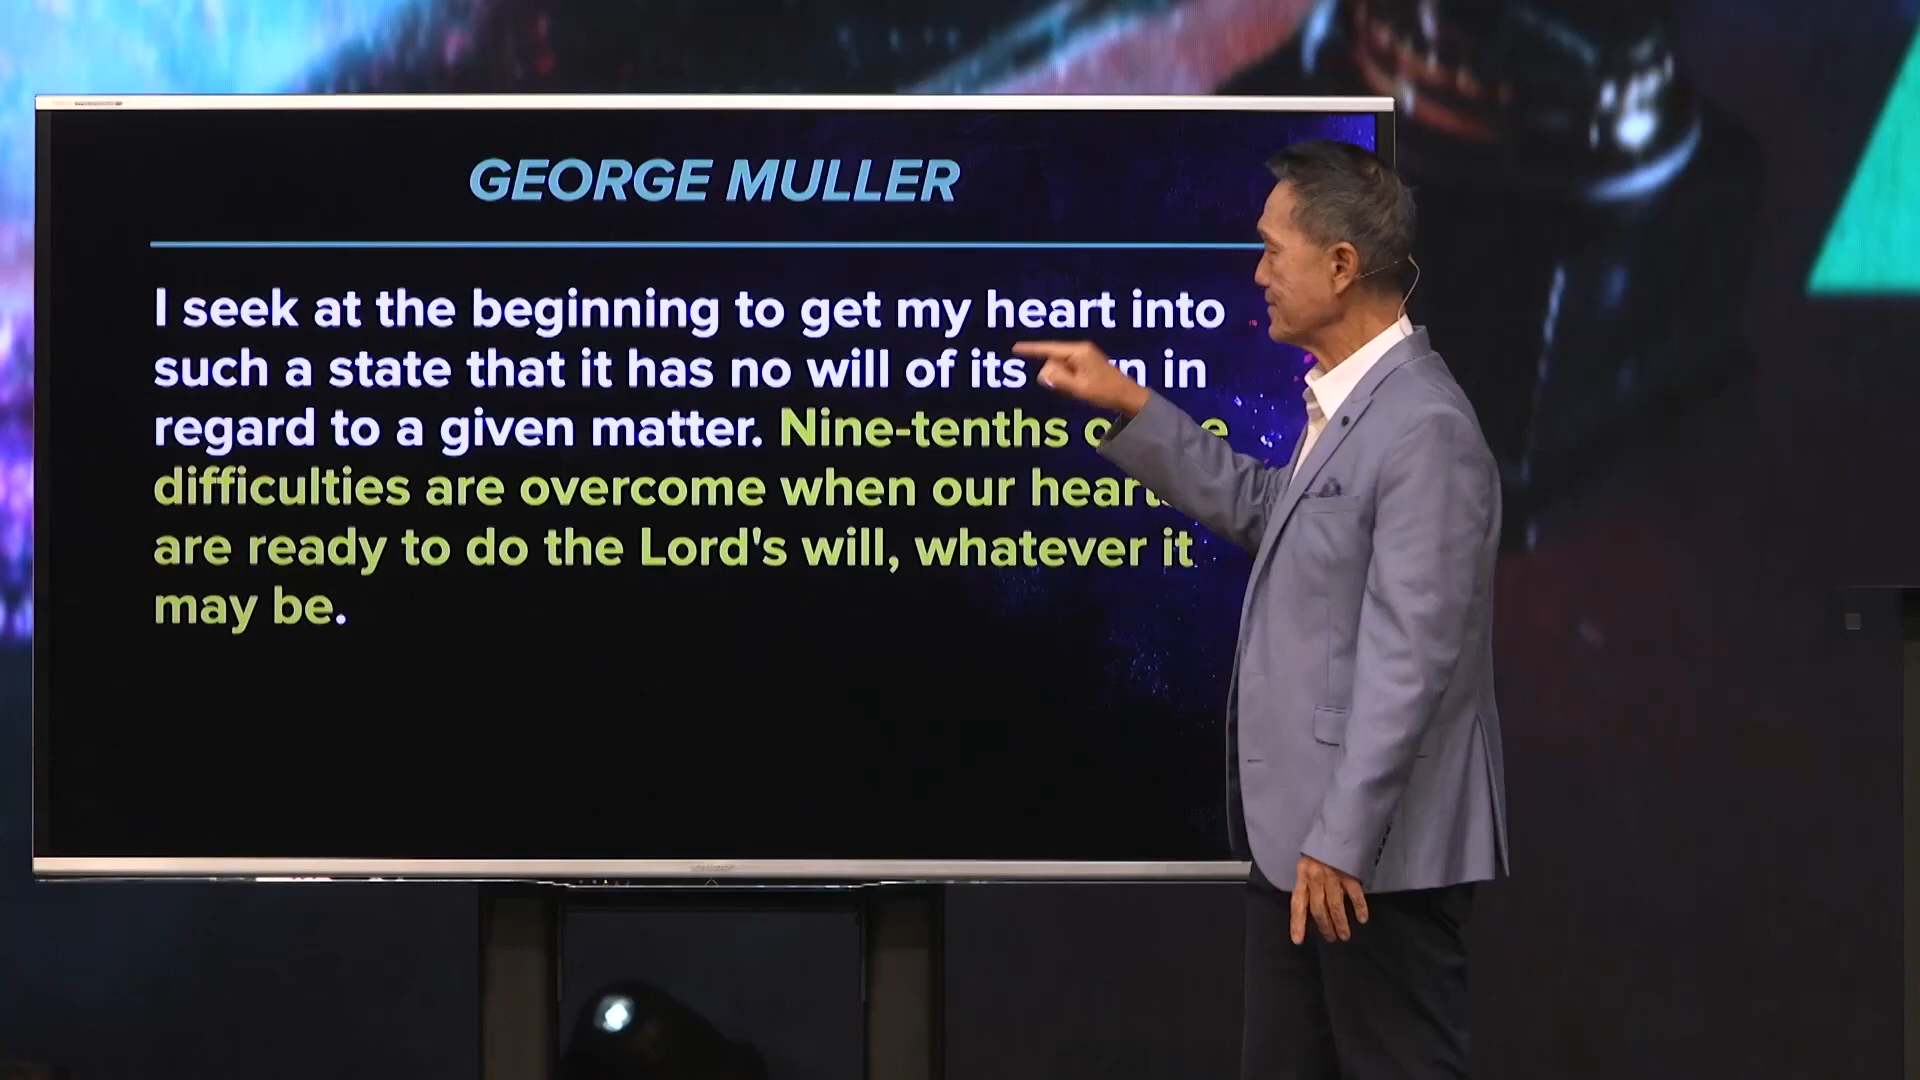 GEORGE MULLER
I seek at the beginning to get my heart into
such a state that it has no will of its in
regard to a given matter. Nine-tenths
difficulties are overcome when our
are ready to do the Lord's will, whatever it
may be.